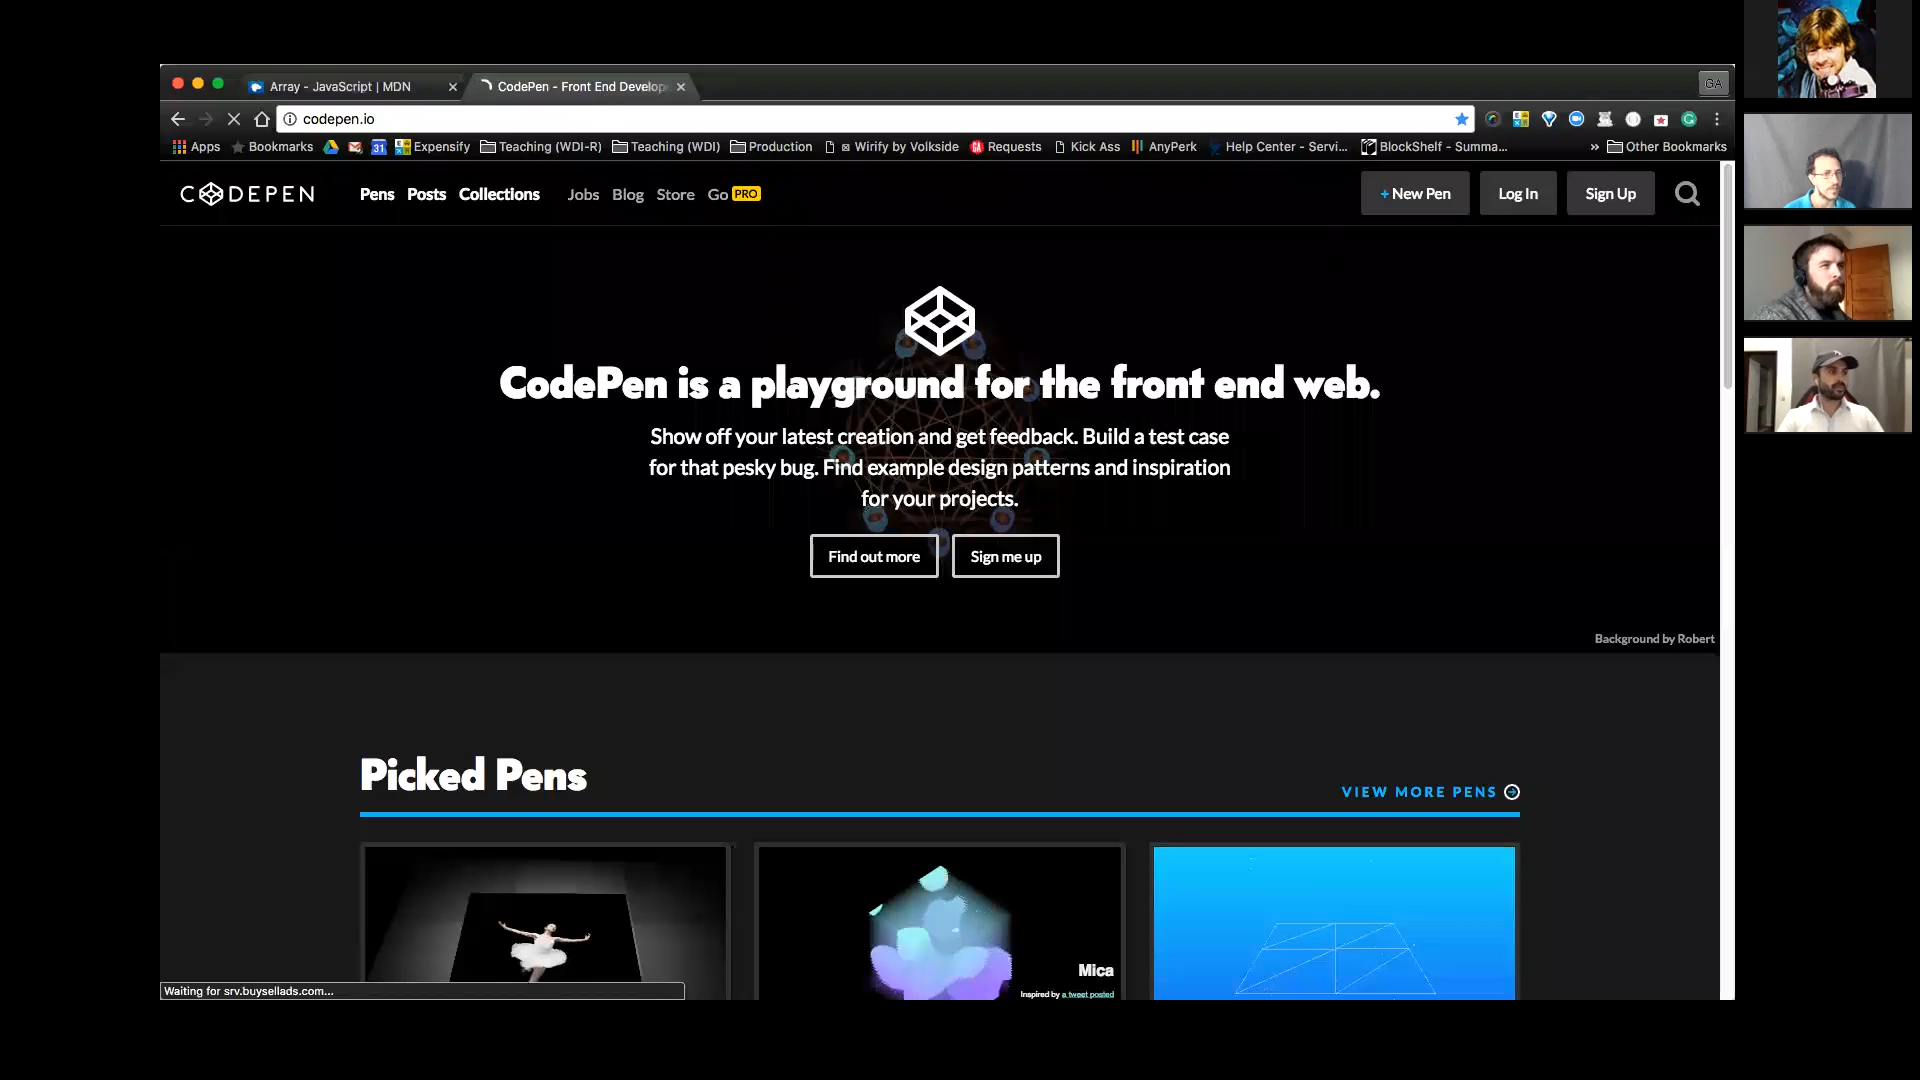 Array - JavaScript | MDN
CodePen - Front End Develop
GA
codepen.io
Apps Bookmarks 31 Expensify Teaching (WDI-R) Teaching (WDI) Production Wirify by Volkside Requests Kick Ass AnyPerk Help Center - Servi... BlockShelf - Summa... » Other Bookmarks
CODEPEN Pens Posts Collections Jobs Blog Store Go PRO + New Pen Log In Sign Up
CodePen is a playground for the front end web.
Show off your latest creation and get feedback. Build a test case
for that pesky bug. Find example design patterns and inspiration
for your projects.
Find out more Sign me up
Background by Robert
Picked Pens
VIEW MORE PENS
Mica
Inspired by a tweet posted
Waiting for srv.buysellads.com...